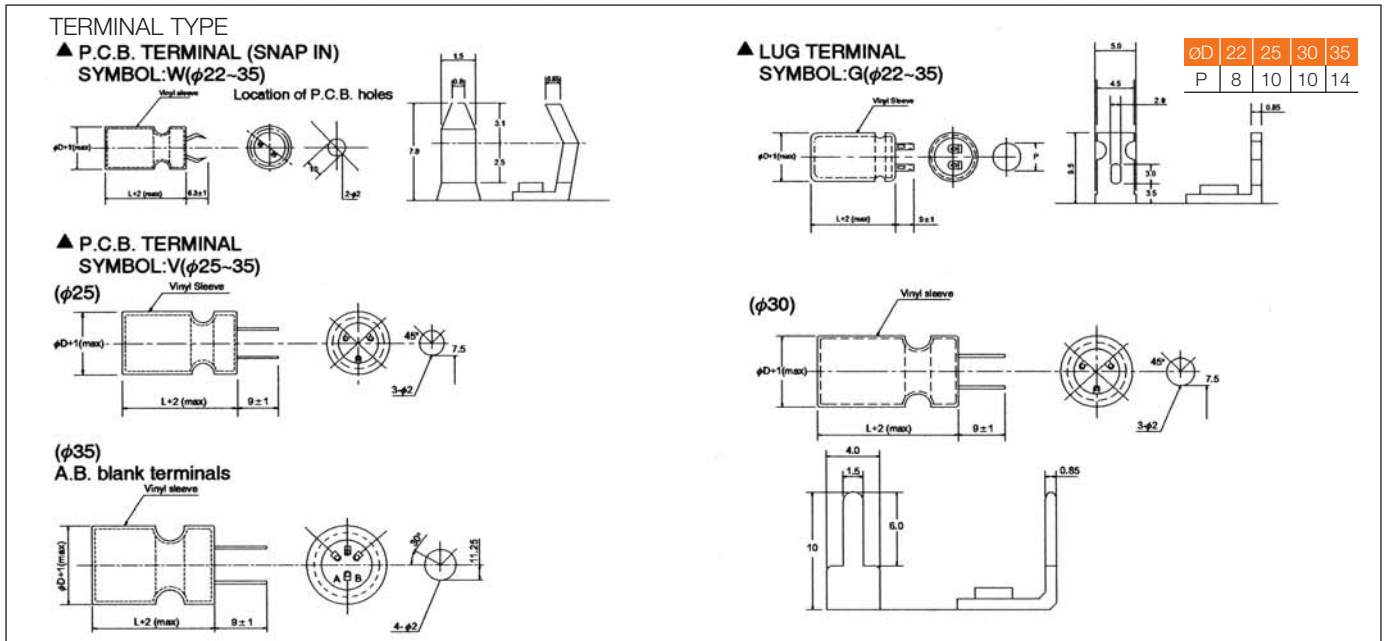 TERMINAL TYPE
▲ P.C.B. TERMINAL (SNAP IN)
SYMBOL:W(φ22~35)
Vinyl sleeve
Location of P.C.B. holes
φD+1(max)
L+2 (max)
6.3±1
10
2-φ2
1.5
(0.8)
3.1
7.8
2.5
(0.85)
▲ LUG TERMINAL
SYMBOL:G(φ22~35)
Vinyl Sleeve
φD+1(max)
L+2 (max)
9±1
P
5.0
4.5
2.9
9.5
3.0
3.5
0.85
ØD 22 25 30 35
P 8 10 10 14
▲ P.C.B. TERMINAL
SYMBOL:V(φ25~35)
(φ25)
Vinyl Sleeve
φD+1(max)
L+2 (max)
9±1
45°
7.5
3-φ2
(φ30)
Vinyl sleeve
φD+1(max)
L+2 (max)
9±1
45°
7.5
3-φ2
(φ35)
A.B. blank terminals
Vinyl sleeve
φD+1(max)
L+2 (max)
9±1
A B
30°
11.25
4-φ2
4.0
1.5
10
6.0
0.85